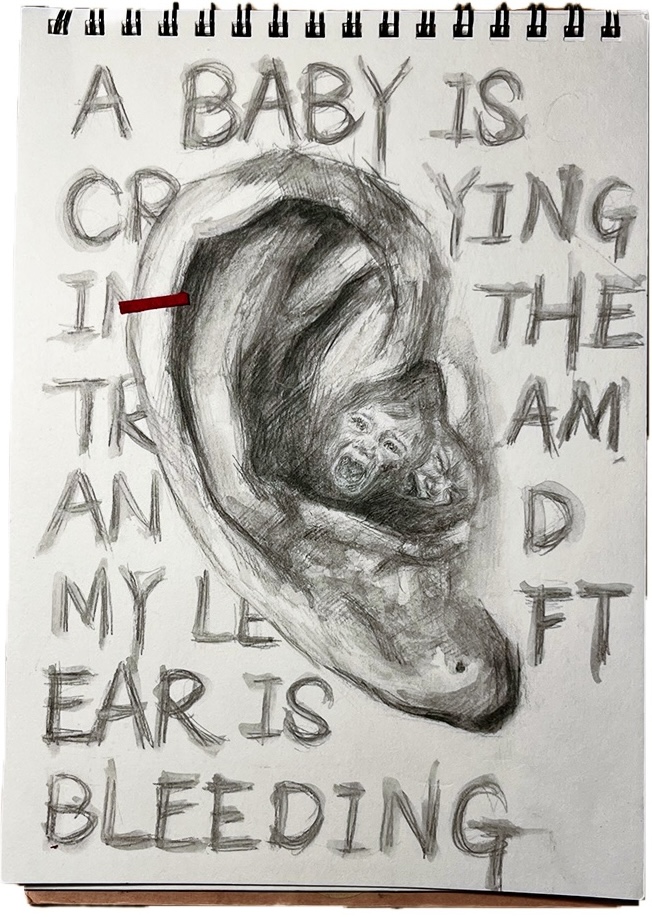 A BABY IS
CR YING
IN THE
TR AM
AN D
MY LE FT
EAR IS
BLEEDING